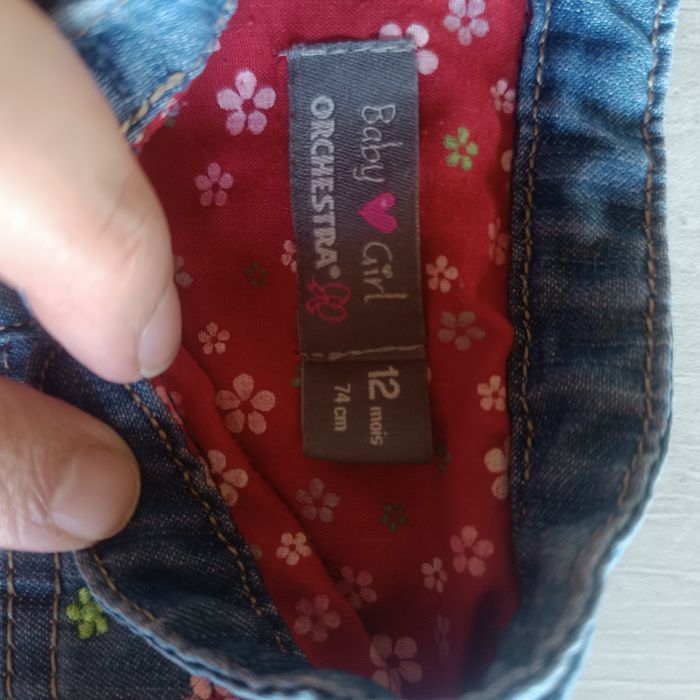 Baby Girl
ORCHESTRA®
12 mois
74 cm